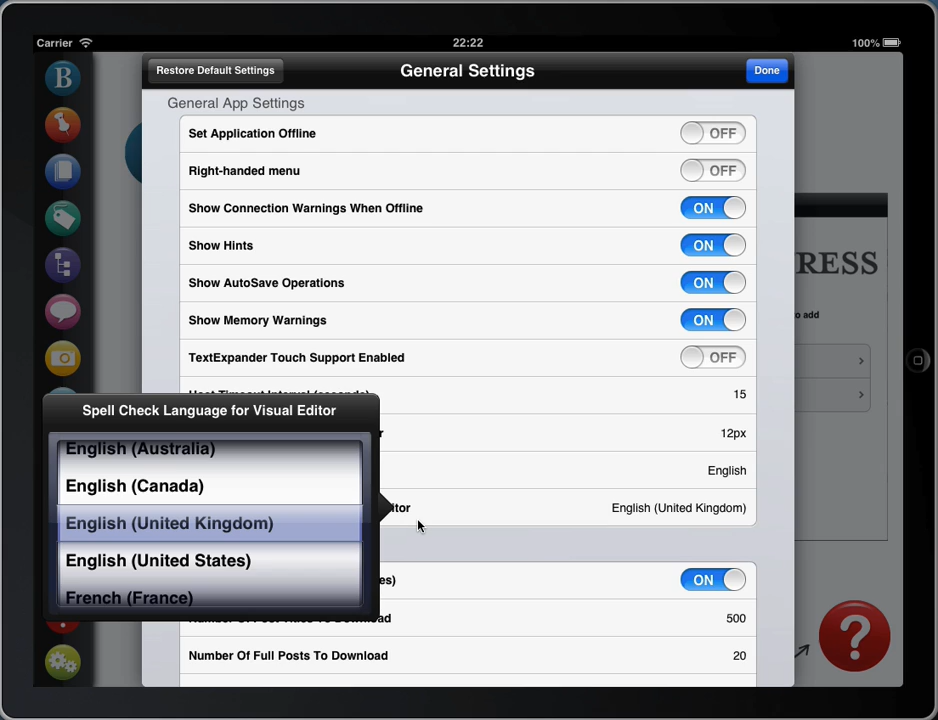 Carrier
22:22
100%
Restore Default Settings
General Settings
Done
General App Settings
Set Application Offline
OFF
Right-handed menu
OFF
Show Connection Warnings When Offline
ON
Show Hints
ON
Show AutoSave Operations
ON
Show Memory Warnings
ON
TextExpander Touch Support Enabled
OFF
15
12px
English
itor
English (United Kingdom)
es)
ON
500
Number Of Full Posts To Download
20
Spell Check Language for Visual Editor
English (Australia)
English (Canada)
English (United Kingdom)
English (United States)
French (France)
B
RESS
o add
?